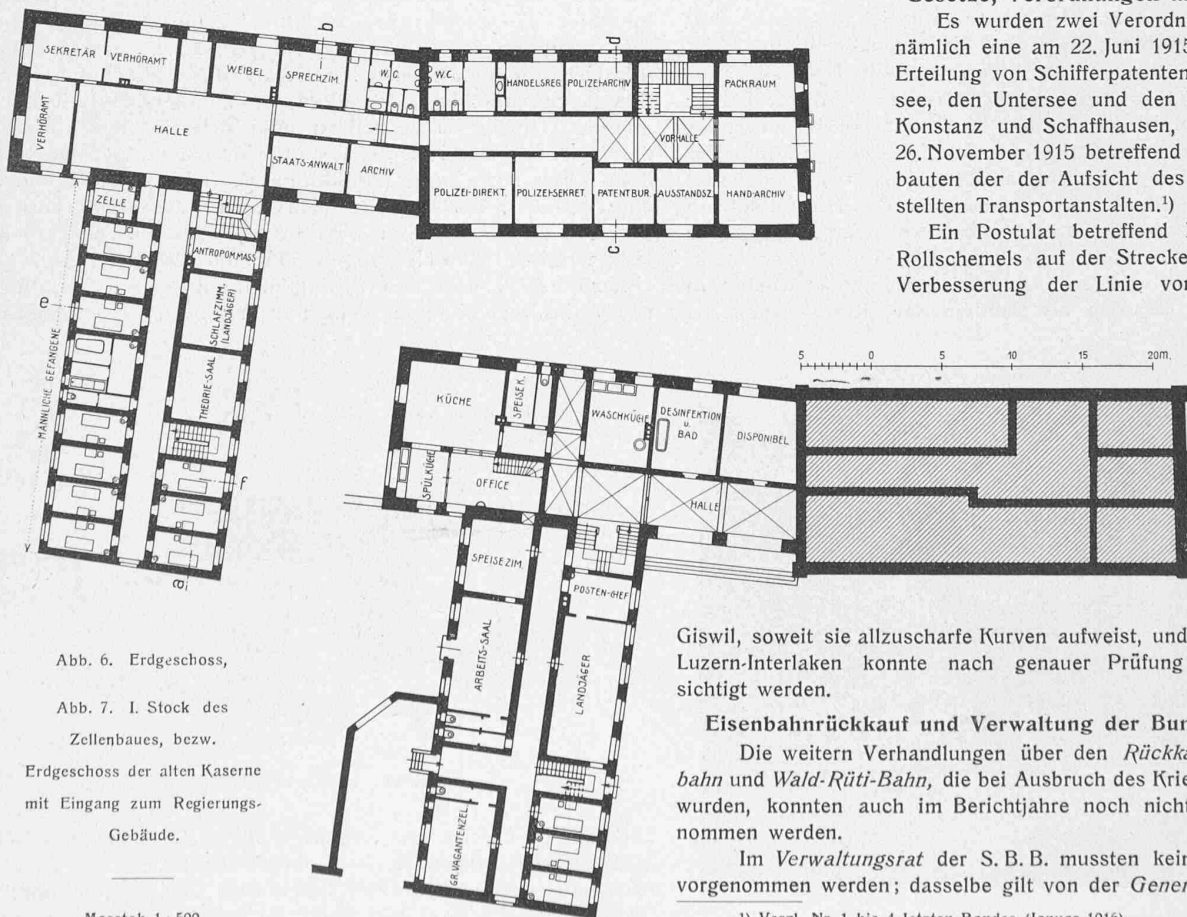 SEKRETÄR
VERHÖRAMT
WEIBEL
SPRECHZIM.
W.C.
W.C.
HANDELSREG.
POLIZEI-ARCHIV
PACKRAUM
VERHÖRAMT
HALLE
STAATS-ANWALT
ARCHIV
VORHALLE
POLIZEI-DIREKT.
POLIZEI-SEKRET.
PATENTBUR.
AUSSTANDSZ.
HAND-ARCHIV
b
d
c
ZELLE
ANTROPOM.MASS
SCHLAFZIMM.
(LANDJÄGER)
THEORIE-SAAL
MÄNNLICHE GEFANGENE
e
f
a
Es wurden zwei Verordn
nämlich eine am 22. Juni 1915
Erteilung von Schifferpatenten
see, den Untersee und den
Konstanz und Schaffhausen,
26. November 1915 betreffend
bauten der der Aufsicht des
stellten Transportanstalten.¹)
Ein Postulat betreffend
Rollschemels auf der Strecke
Verbesserung der Linie vor
5 0 5 10 15 20m.
KÜCHE
SPEISEK.
WASCHKÜCHE
DESINFEKTION
u.
BAD
DISPONIBEL
SPÜLKÜCHE
OFFICE
HALLE
SPEISEZIM.
POSTEN-CHEF
ARBEITS-SAAL
LANDJÄGER
GR. VAGANTENZEL.
Abb. 6. Erdgeschoss,
Abb. 7. I. Stock des
Zellenbaues, bezw.
Erdgeschoss der alten Kaserne
mit Eingang zum Regierungs-
Gebäude.
Giswil, soweit sie allzuscharfe Kurven aufweist, und
Luzern-Interlaken konnte nach genauer Prüfung
sichtigt werden.
Eisenbahnrückkauf und Verwaltung der Bun
Die weitern Verhandlungen über den Rückka
bahn und Wald-Rüti-Bahn, die bei Ausbruch des Krie
wurden, konnten auch im Berichtjahre noch nicht
nommen werden.
Im Verwaltungsrat der S. B. B. mussten kein
vorgenommen werden; dasselbe gilt von der Gener